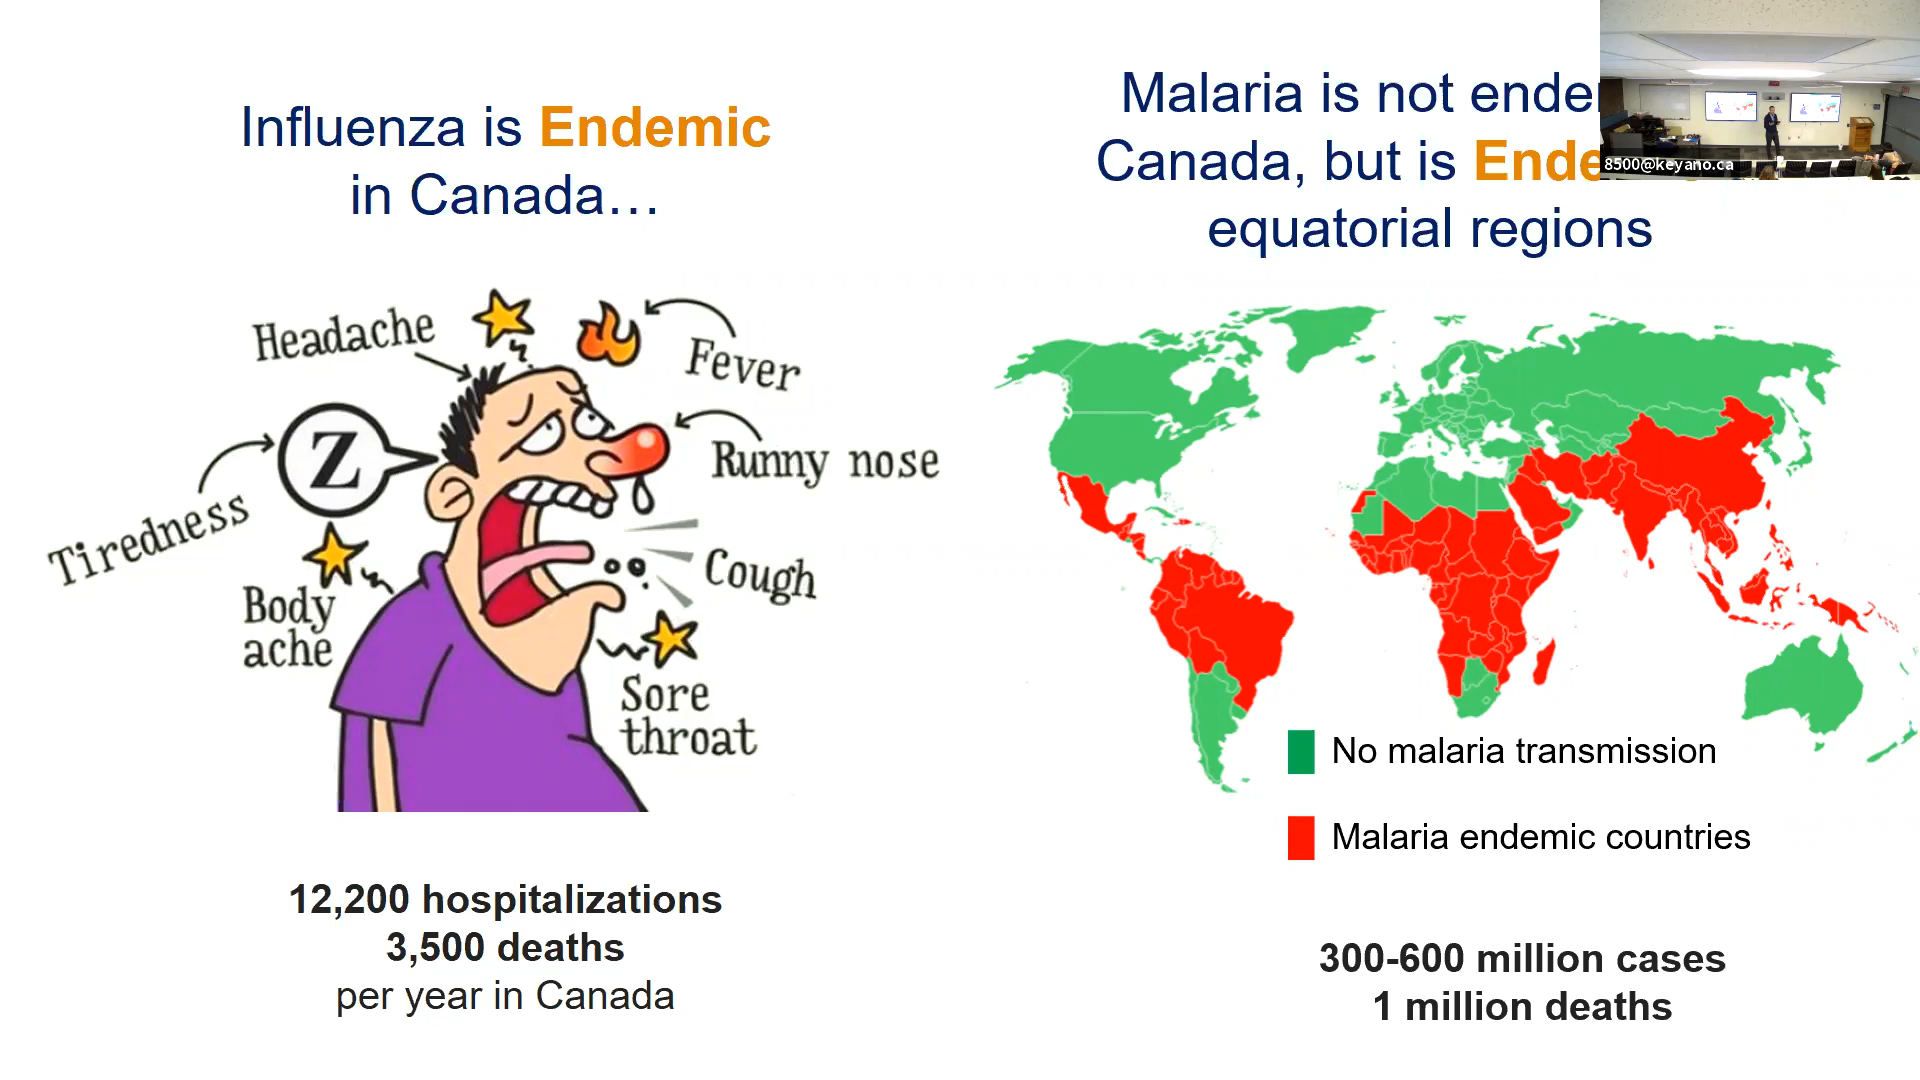 Influenza is Endemic
in Canada…
Malaria is not
Canada, but is
equatorial regions
8500@keyano.ca
Headache
Fever
Z
Runny nose
Tiredness
Cough
Body
ache
Sore
throat
No malaria transmission
Malaria endemic countries
12,200 hospitalizations
3,500 deaths
per year in Canada
300-600 million cases
1 million deaths